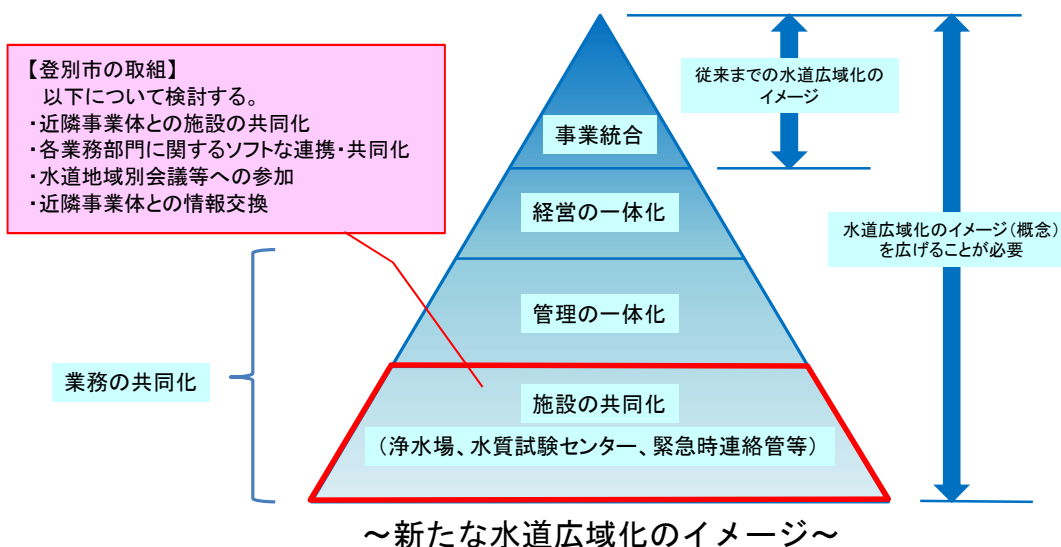 【登別市の取組】
以下について検討する。
・近隣事業体との施設の共同化
・各業務部門に関するソフトな連携・共同化
・水道地域別会議等への参加
・近隣事業体との情報交換
従来までの水道広域化の
イメージ
事業統合
経営の一体化
水道広域化のイメージ（概念）
を広げることが必要
管理の一体化
業務の共同化
施設の共同化
（浄水場、水質試験センター、緊急時連絡管等）
～新たな水道広域化のイメージ～